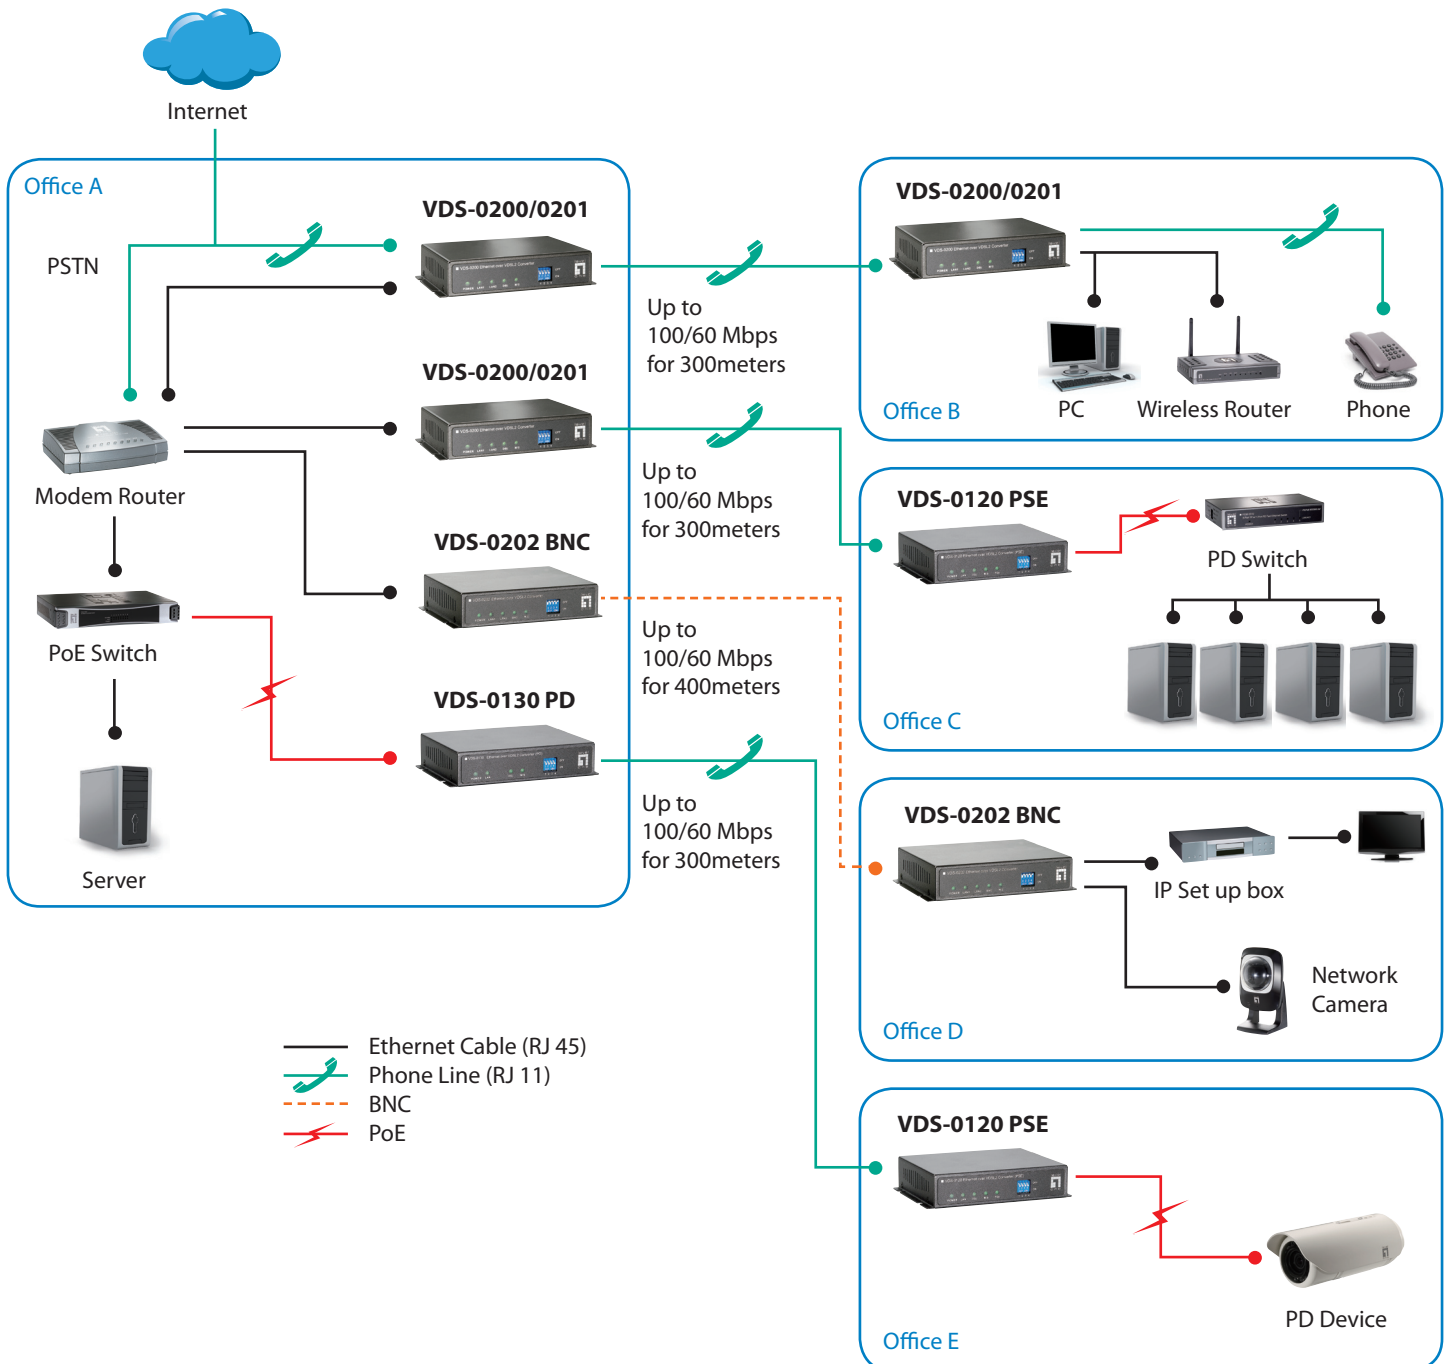 Internet
Office A
PSTN
VDS-0200/0201
VDS-0200/0201
Modem Router
VDS-0202 BNC
PoE Switch
VDS-0130 PD
Server
Up to
100/60 Mbps
for 300meters
Up to
100/60 Mbps
for 300meters
Up to
100/60 Mbps
for 400meters
Up to
100/60 Mbps
for 300meters
VDS-0200/0201
Office B
PC
Wireless Router
Phone
VDS-0120 PSE
PD Switch
Office C
VDS-0202 BNC
IP Set up box
Network
Camera
Office D
VDS-0120 PSE
PD Device
Office E
Ethernet Cable (RJ 45)
Phone Line (RJ 11)
BNC
PoE